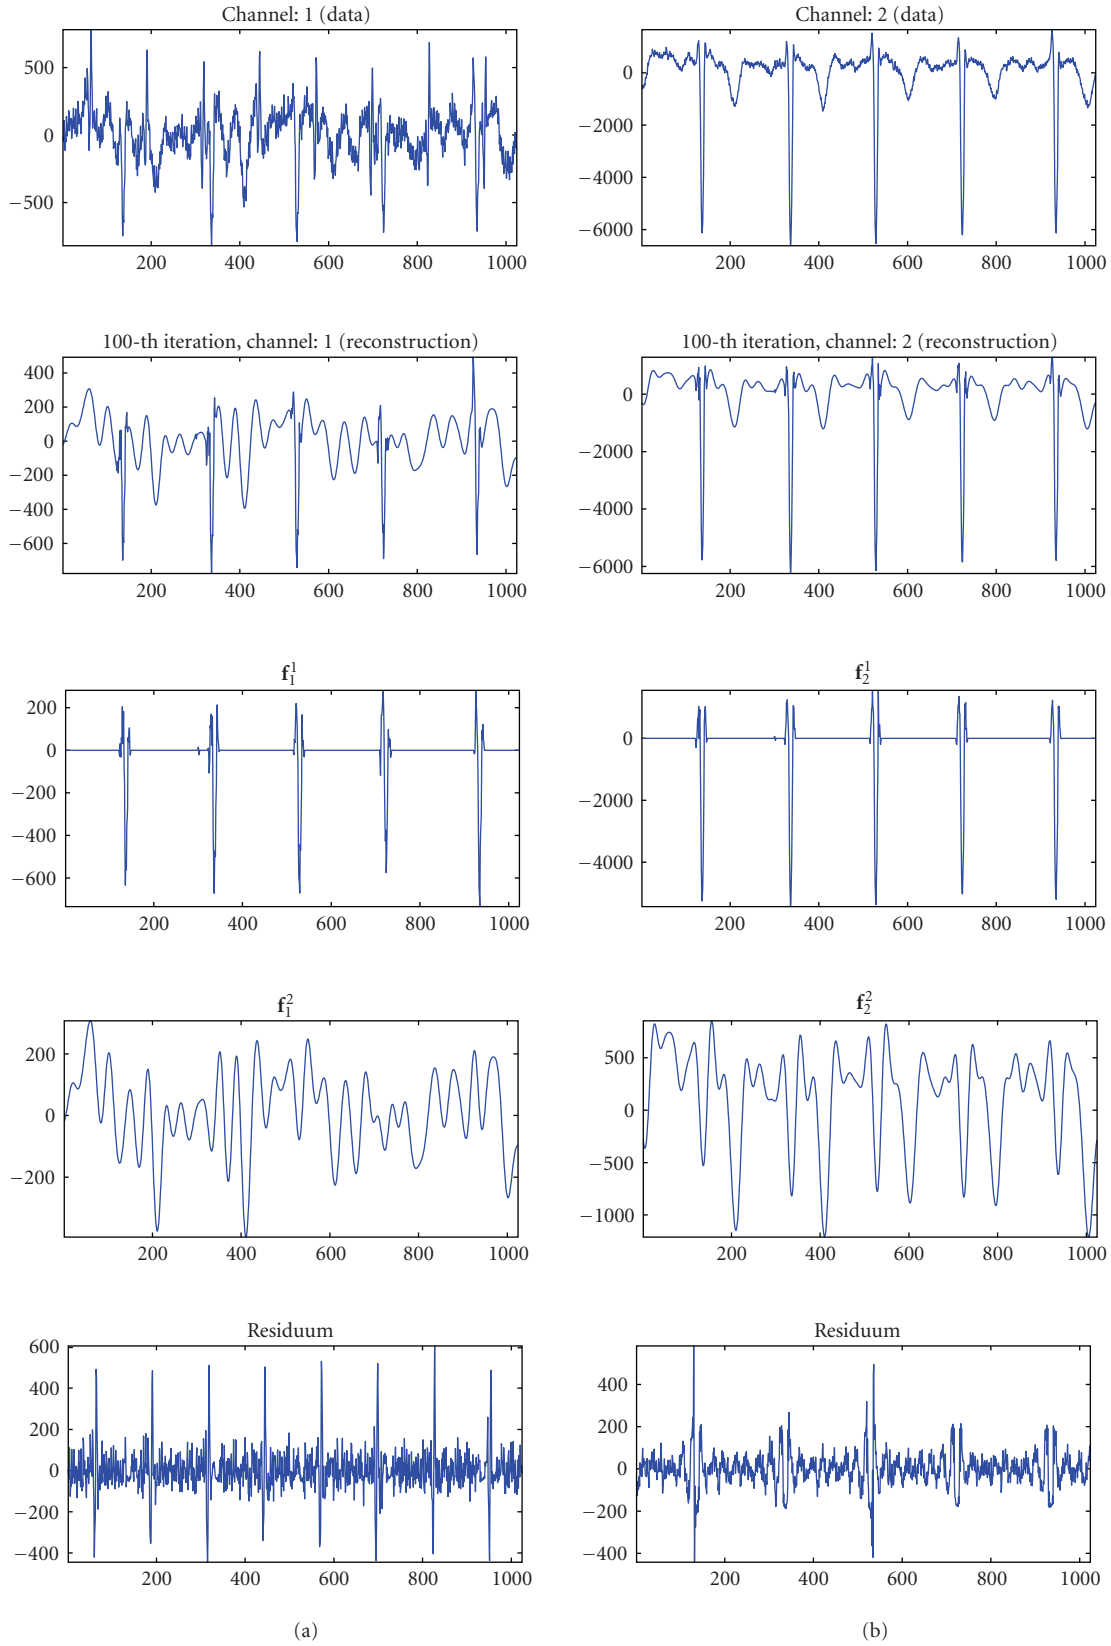 Channel: 1 (data)
500
0
−500
200 400 600 800 1000
Channel: 2 (data)
0
−2000
−4000
−6000
200 400 600 800 1000
100-th iteration, channel: 1 (reconstruction)
400
200
0
−200
−400
−600
200 400 600 800 1000
100-th iteration, channel: 2 (reconstruction)
0
−2000
−4000
−6000
200 400 600 800 1000
f₁¹
200
0
−200
−400
−600
200 400 600 800 1000
f₂¹
0
−2000
−4000
200 400 600 800 1000
f₁²
200
0
−200
200 400 600 800 1000
f₂²
500
0
−500
−1000
200 400 600 800 1000
Residuum
600
400
200
0
−200
−400
200 400 600 800 1000
(a)
Residuum
400
200
0
−200
−400
200 400 600 800 1000
(b)